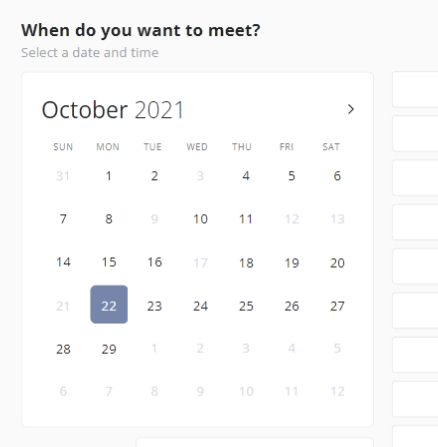 When do you want to meet?
Select a date and time
October 2021
SUN MON TUE WED THU FRI SAT
31 1 2 3 4 5 6
7 8 9 10 11 12 13
14 15 16 17 18 19 20
21 22 23 24 25 26 27
28 29 1 2 3 4 5
6 7 8 9 10 11 12